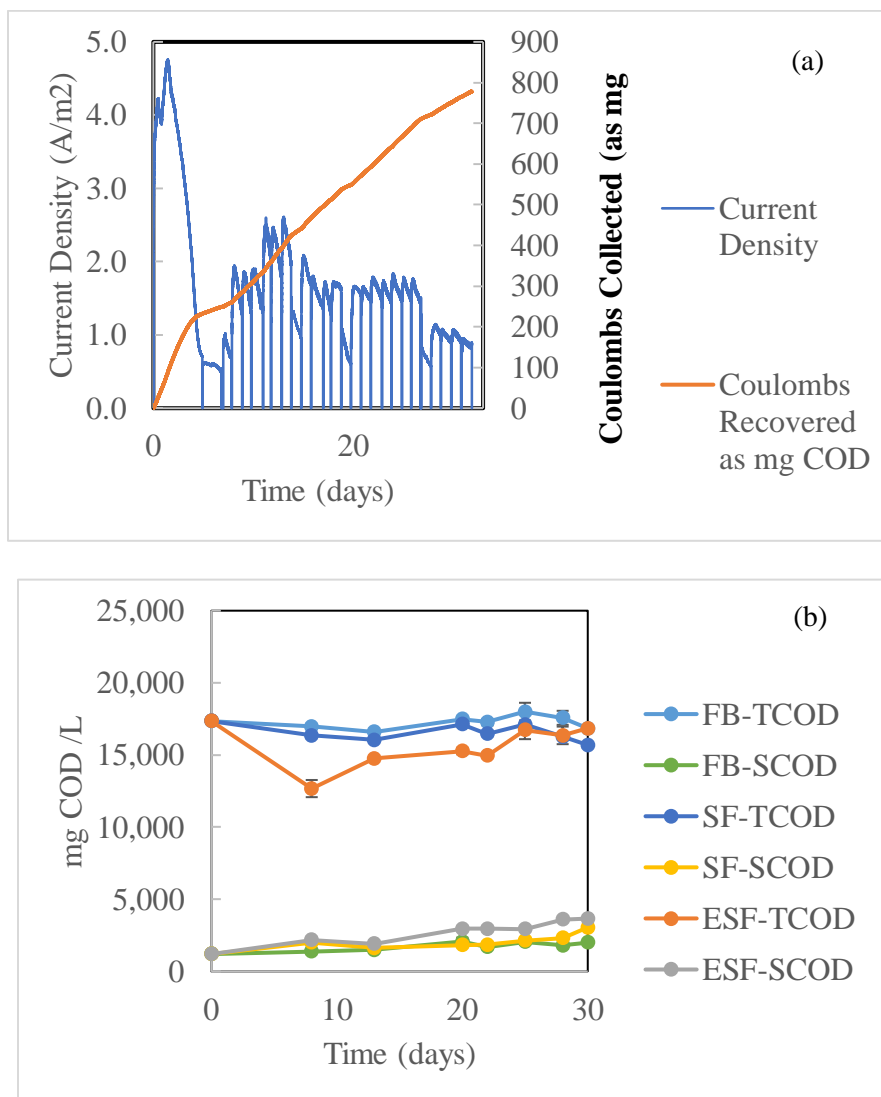 (a)
5.0
4.0
3.0
2.0
1.0
0.0
Current Density (A/m2)
900
800
700
600
500
400
300
200
100
0
Coulombs Collected (as mg
0
20
Time (days)
Current
Density
Coulombs
Recovered
as mg COD
(b)
25,000
20,000
15,000
10,000
5,000
0
mg COD /L
0
10
20
30
Time (days)
FB-TCOD
FB-SCOD
SF-TCOD
SF-SCOD
ESF-TCOD
ESF-SCOD